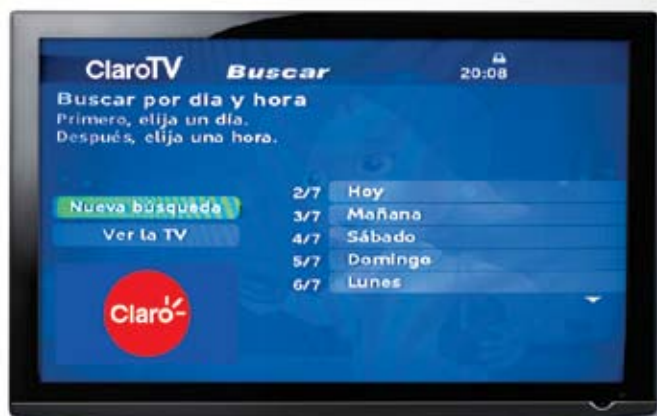 ClaroTV Buscar 20:08
Buscar por día y hora
Primero, elija un día.
Después, elija una hora.
Nueva búsqueda
Ver la TV
2/7 Hoy
3/7 Mañana
4/7 Sábado
5/7 Domingo
6/7 Lunes
Claro